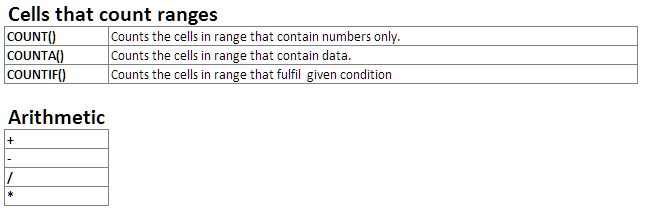 Cells that count ranges
COUNT() Counts the cells in range that contain numbers only.
COUNTA() Counts the cells in range that contain data.
COUNTIF() Counts the cells in range that fulfil  given condition
Arithmetic
+
-
/
*